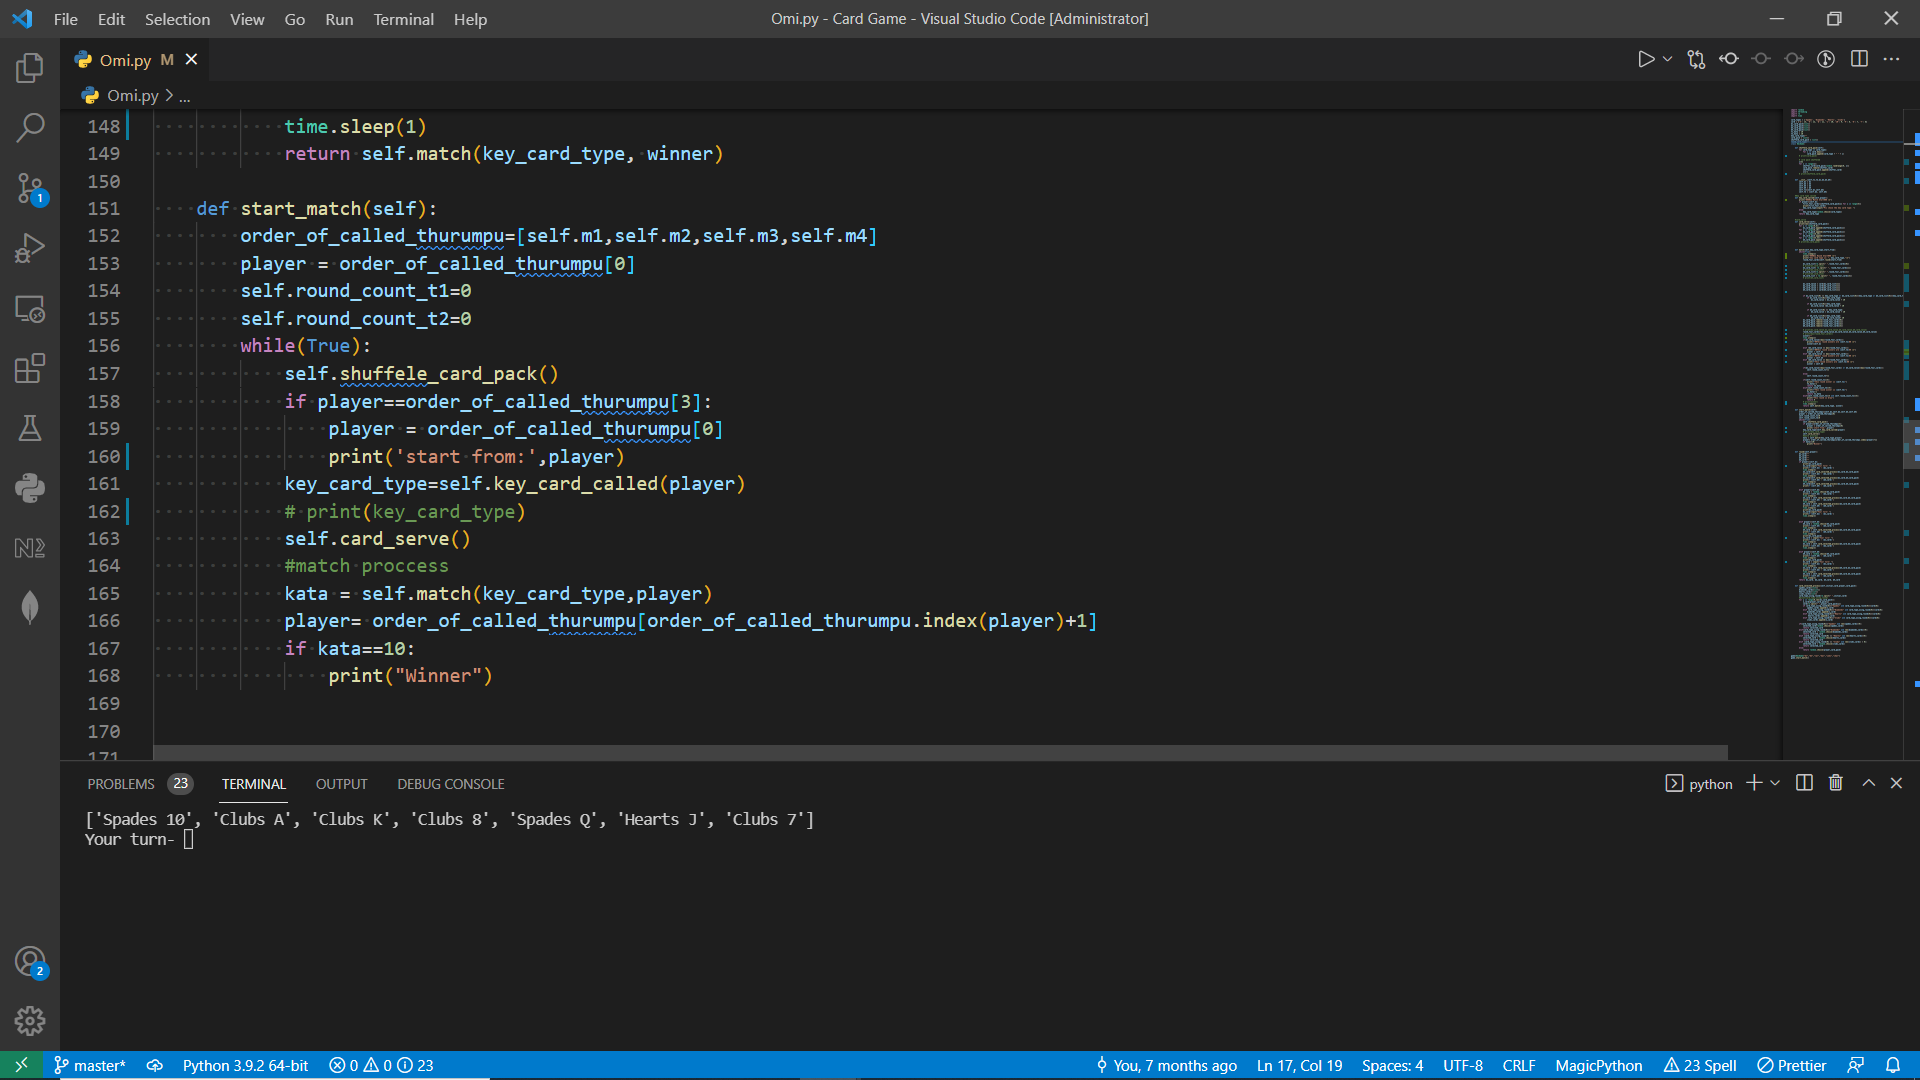 File Edit Selection View Go Run Terminal Help
Omi.py - Card Game - Visual Studio Code [Administrator]
Omi.py M
Omi.py > ...
148 time.sleep(1)
149 return self.match(key_card_type, winner)
150
151 def start_match(self):
152 order_of_called_thurumpu=[self.m1,self.m2,self.m3,self.m4]
153 player = order_of_called_thurumpu[0]
154 self.round_count_t1=0
155 self.round_count_t2=0
156 while(True):
157 self.shuffele_card_pack()
158 if player==order_of_called_thurumpu[3]:
159 player = order_of_called_thurumpu[0]
160 print('start from:',player)
161 key_card_type=self.key_card_called(player)
162 # print(key_card_type)
163 self.card_serve()
164 #match proccess
165 kata = self.match(key_card_type,player)
166 player= order_of_called_thurumpu[order_of_called_thurumpu.index(player)+1]
167 if kata==10:
168 print("Winner")
169
170
171
1
2
PROBLEMS 23 TERMINAL OUTPUT DEBUG CONSOLE
python
['Spades 10', 'Clubs A', 'Clubs K', 'Clubs 8', 'Spades Q', 'Hearts J', 'Clubs 7']
Your turn-
master* Python 3.9.2 64-bit 0 0 23
You, 7 months ago Ln 17, Col 19 Spaces: 4 UTF-8 CRLF MagicPython 23 Spell Prettier